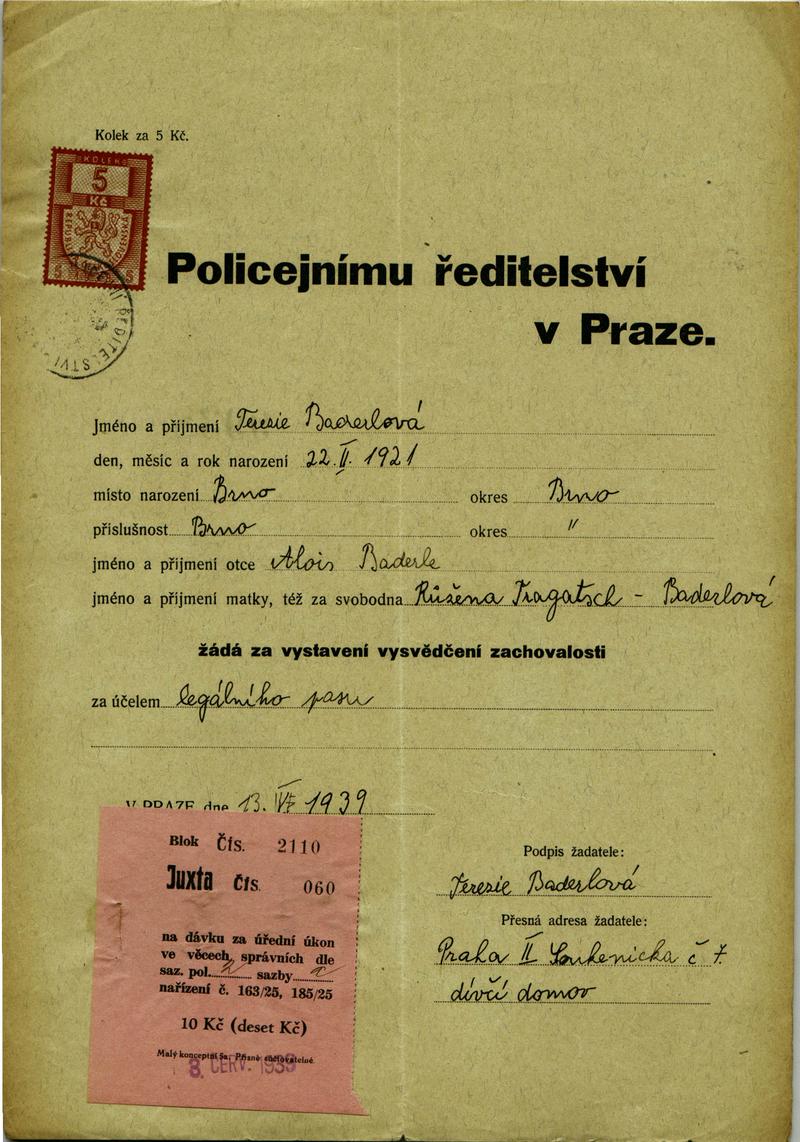 Kolek za 5 Kč.
KOLEK
5
Kč
Policejnímu ředitelství
v Praze.
Jméno a příjmení Terezie Baderlová
den, měsíc a rok narození 22. II. 1921
místo narození Brno okres Brno
příslušnost Brno okres "
jméno a příjmení otce Alois Baderle
jméno a příjmení matky, též za svobodna Růžena Tragatsch - Baderlová
žádá za vystavení vysvědčení zachovalosti
za účelem legálního pasu
V PRAZE dne 13. VI 1939
Blok Čís. 2110
Juxta čís. 060
na dávku za úřední úkon
ve věcech správních dle
saz. pol. sazby
nařízení č. 163/25, 185/25
10 Kč (deset Kč)
ČERV. 1939
Podpis žadatele:
Terezie Baderlová
Přesná adresa žadatele:
Praha II Soukenická č 7.
dívčí domov